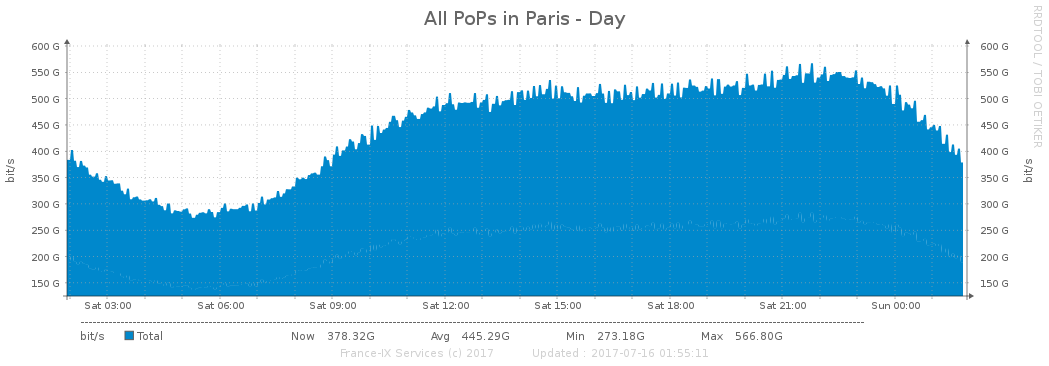 All PoPs in Paris - Day
RRDTOOL / TOBI OETIKER
600 G 600 G
550 G 550 G
500 G 500 G
450 G 450 G
400 G 400 G
350 G 350 G
300 G 300 G
250 G 250 G
200 G 200 G
150 G 150 G
bit/s
bit/s
Sat 03:00 Sat 06:00 Sat 09:00 Sat 12:00 Sat 15:00 Sat 18:00 Sat 21:00 Sun 00:00
bit/s Total Now 378.32G Avg 445.29G Min 273.18G Max 566.80G
France-IX Services (c) 2017 Updated : 2017-07-16 01:55:11